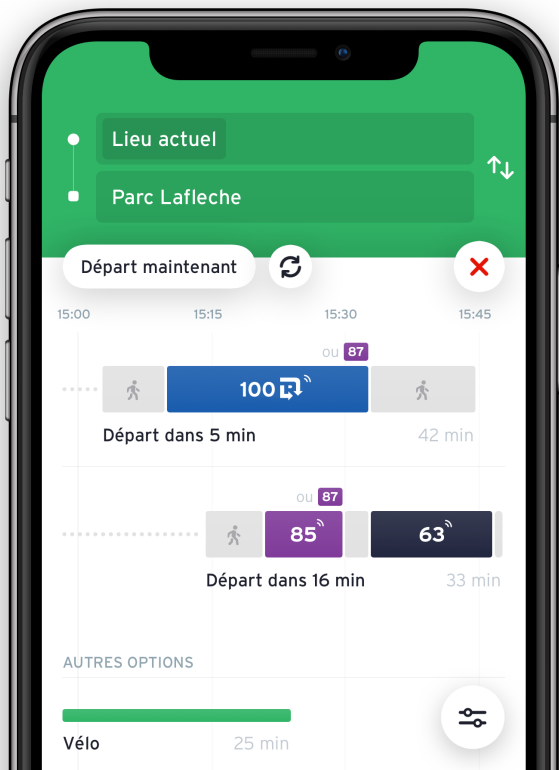 Lieu actuel
Parc Lafleche
Départ maintenant
15:00 15:15 15:30 15:45
ou 87
100
Départ dans 5 min 42 min
ou 87
85 63
Départ dans 16 min 33 min
AUTRES OPTIONS
Vélo 25 min